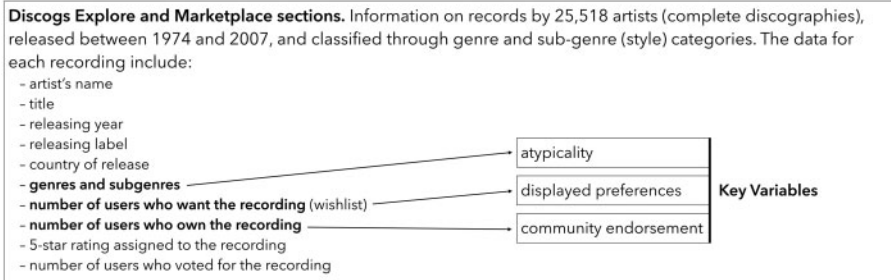 Discogs Explore and Marketplace sections. Information on records by 25,518 artists (complete discographies),
released between 1974 and 2007, and classified through genre and sub-genre (style) categories. The data for
each recording include:
- artist's name
- title
- releasing year
- releasing label
- country of release
- genres and subgenres
- number of users who want the recording (wishlist)
- number of users who own the recording
- 5-star rating assigned to the recording
- number of users who voted for the recording
atypicality
displayed preferences
community endorsement
Key Variables